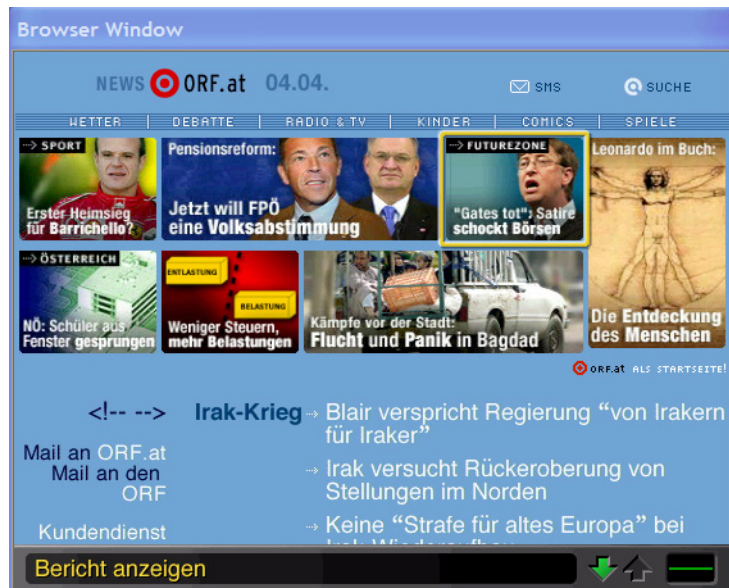 Browser Window
NEWS ORF.at 04.04.
SMS
SUCHE
WETTER | DEBATTE | RADIO & TV | KINDER | COMICS | SPIELE
SPORT
Erster Heimsieg
für Barrichello?
Pensionsreform:
Jetzt will FPÖ
eine Volksabstimmung
FUTUREZONE
"Gates tot": Satire
schockt Börsen
Leonardo im Buch:
Die Entdeckung
des Menschen
ÖSTERREICH
NÖ: Schüler aus
Fenster gesprungen
ENTLASTUNG
BELASTUNG
Weniger Steuern,
mehr Belastungen
Kämpfe vor der Stadt:
Flucht und Panik in Bagdad
ORF.at ALS STARTSEITE!
<!-- -->
Mail an ORF.at
Mail an den
ORF
Kundendienst
Irak-Krieg
Blair verspricht Regierung “von Irakern
für Iraker”
Irak versucht Rückeroberung von
Stellungen im Norden
Keine “Strafe für altes Europa” bei
Irak-Wiederaufbau
Bericht anzeigen